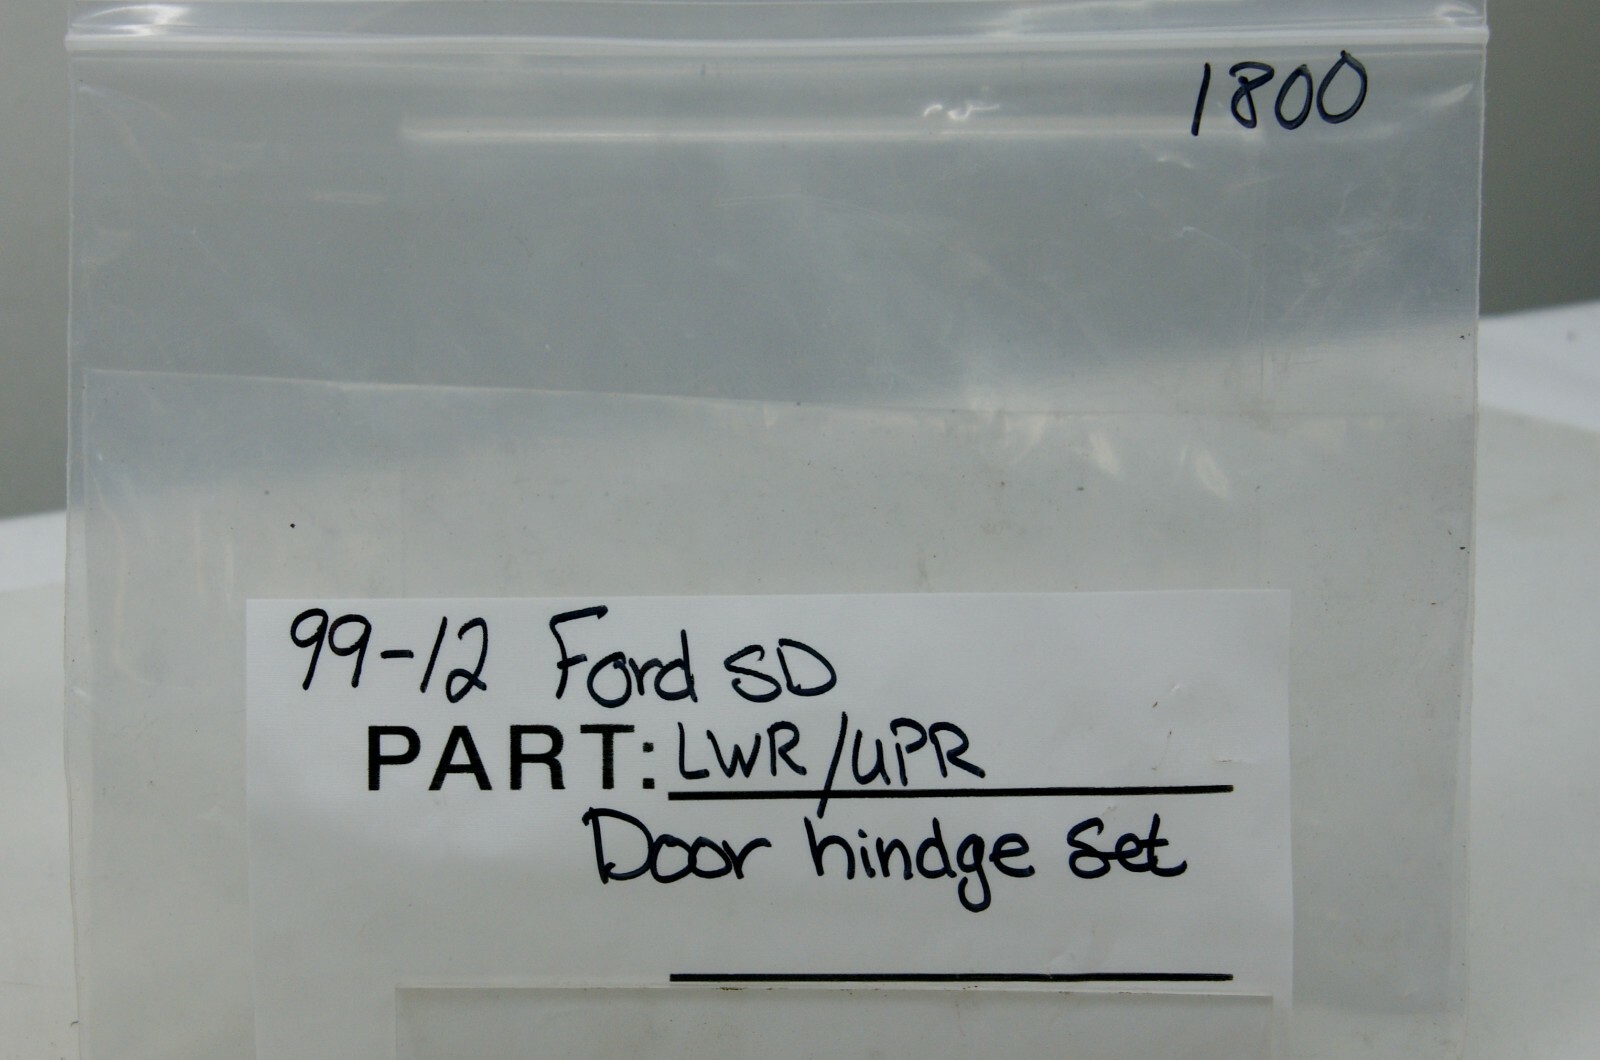 1800
99-12 Ford SD
PART: LWR/UPR
Door hindge set